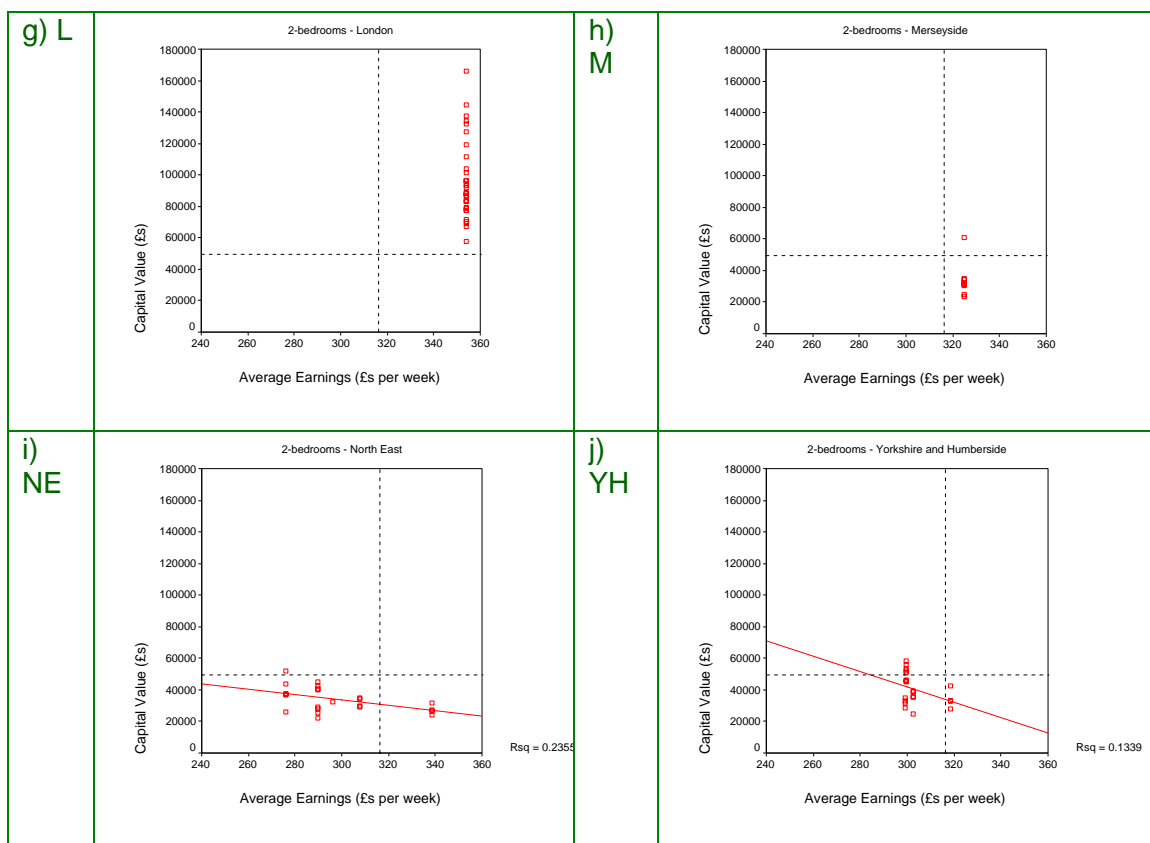 g) L
2-bedrooms - London
180000
160000
140000
120000
100000
80000
60000
40000
20000
0
Capital Value (£s)
240 260 280 300 320 340 360
Average Earnings (£s per week)
h)
M
2-bedrooms - Merseyside
180000
160000
140000
120000
100000
80000
60000
40000
20000
0
Capital Value (£s)
240 260 280 300 320 340 360
Average Earnings (£s per week)
i)
NE
2-bedrooms - North East
180000
160000
140000
120000
100000
80000
60000
40000
20000
0
Capital Value (£s)
Rsq = 0.2355
240 260 280 300 320 340 360
Average Earnings (£s per week)
j)
YH
2-bedrooms - Yorkshire and Humberside
180000
160000
140000
120000
100000
80000
60000
40000
20000
0
Capital Value (£s)
Rsq = 0.1339
240 260 280 300 320 340 360
Average Earnings (£s per week)